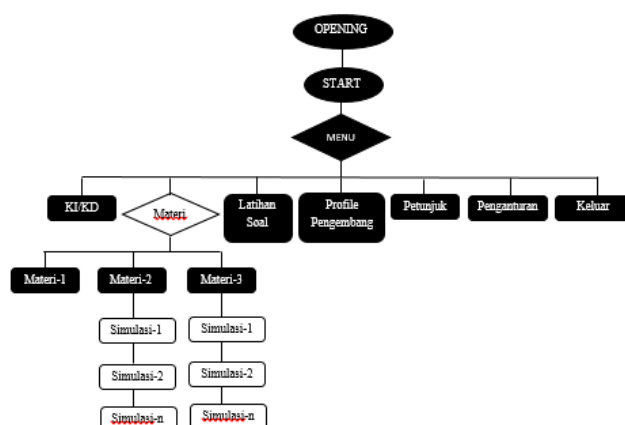 OPENING
START
MENU
KI/KD
Materi
Latihan
Soal
Profile
Pengembang
Petunjuk
Penganturan
Keluar
Materi-1
Materi-2
Materi-3
Simulasi-1
Simulasi-1
Simulasi-2
Simulasi-2
Simulasi-n
Simulasi-n